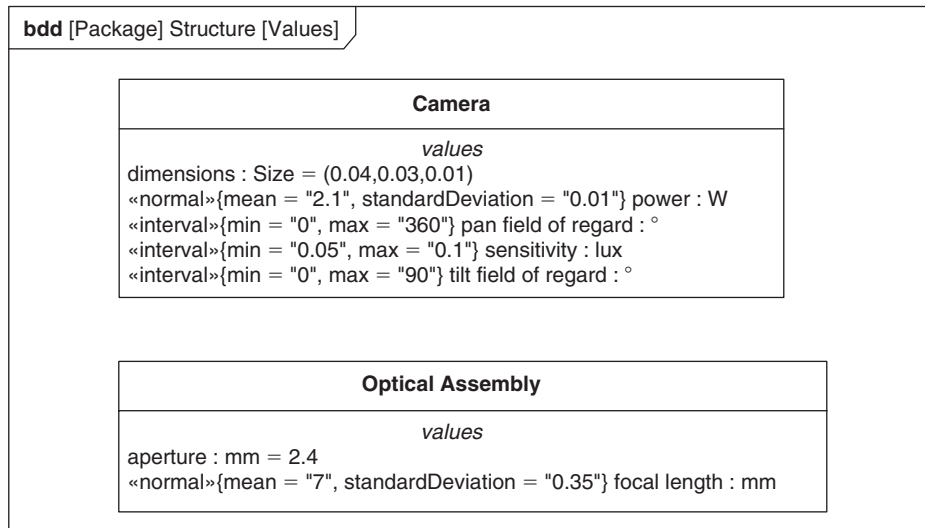 bdd [Package] Structure [Values]
Camera
values
dimensions : Size = (0.04,0.03,0.01)
«normal»{mean = "2.1", standardDeviation = "0.01"} power : W
«interval»{min = "0", max = "360"} pan field of regard : °
«interval»{min = "0.05", max = "0.1"} sensitivity : lux
«interval»{min = "0", max = "90"} tilt field of regard : °
Optical Assembly
values
aperture : mm = 2.4
«normal»{mean = "7", standardDeviation = "0.35"} focal length : mm